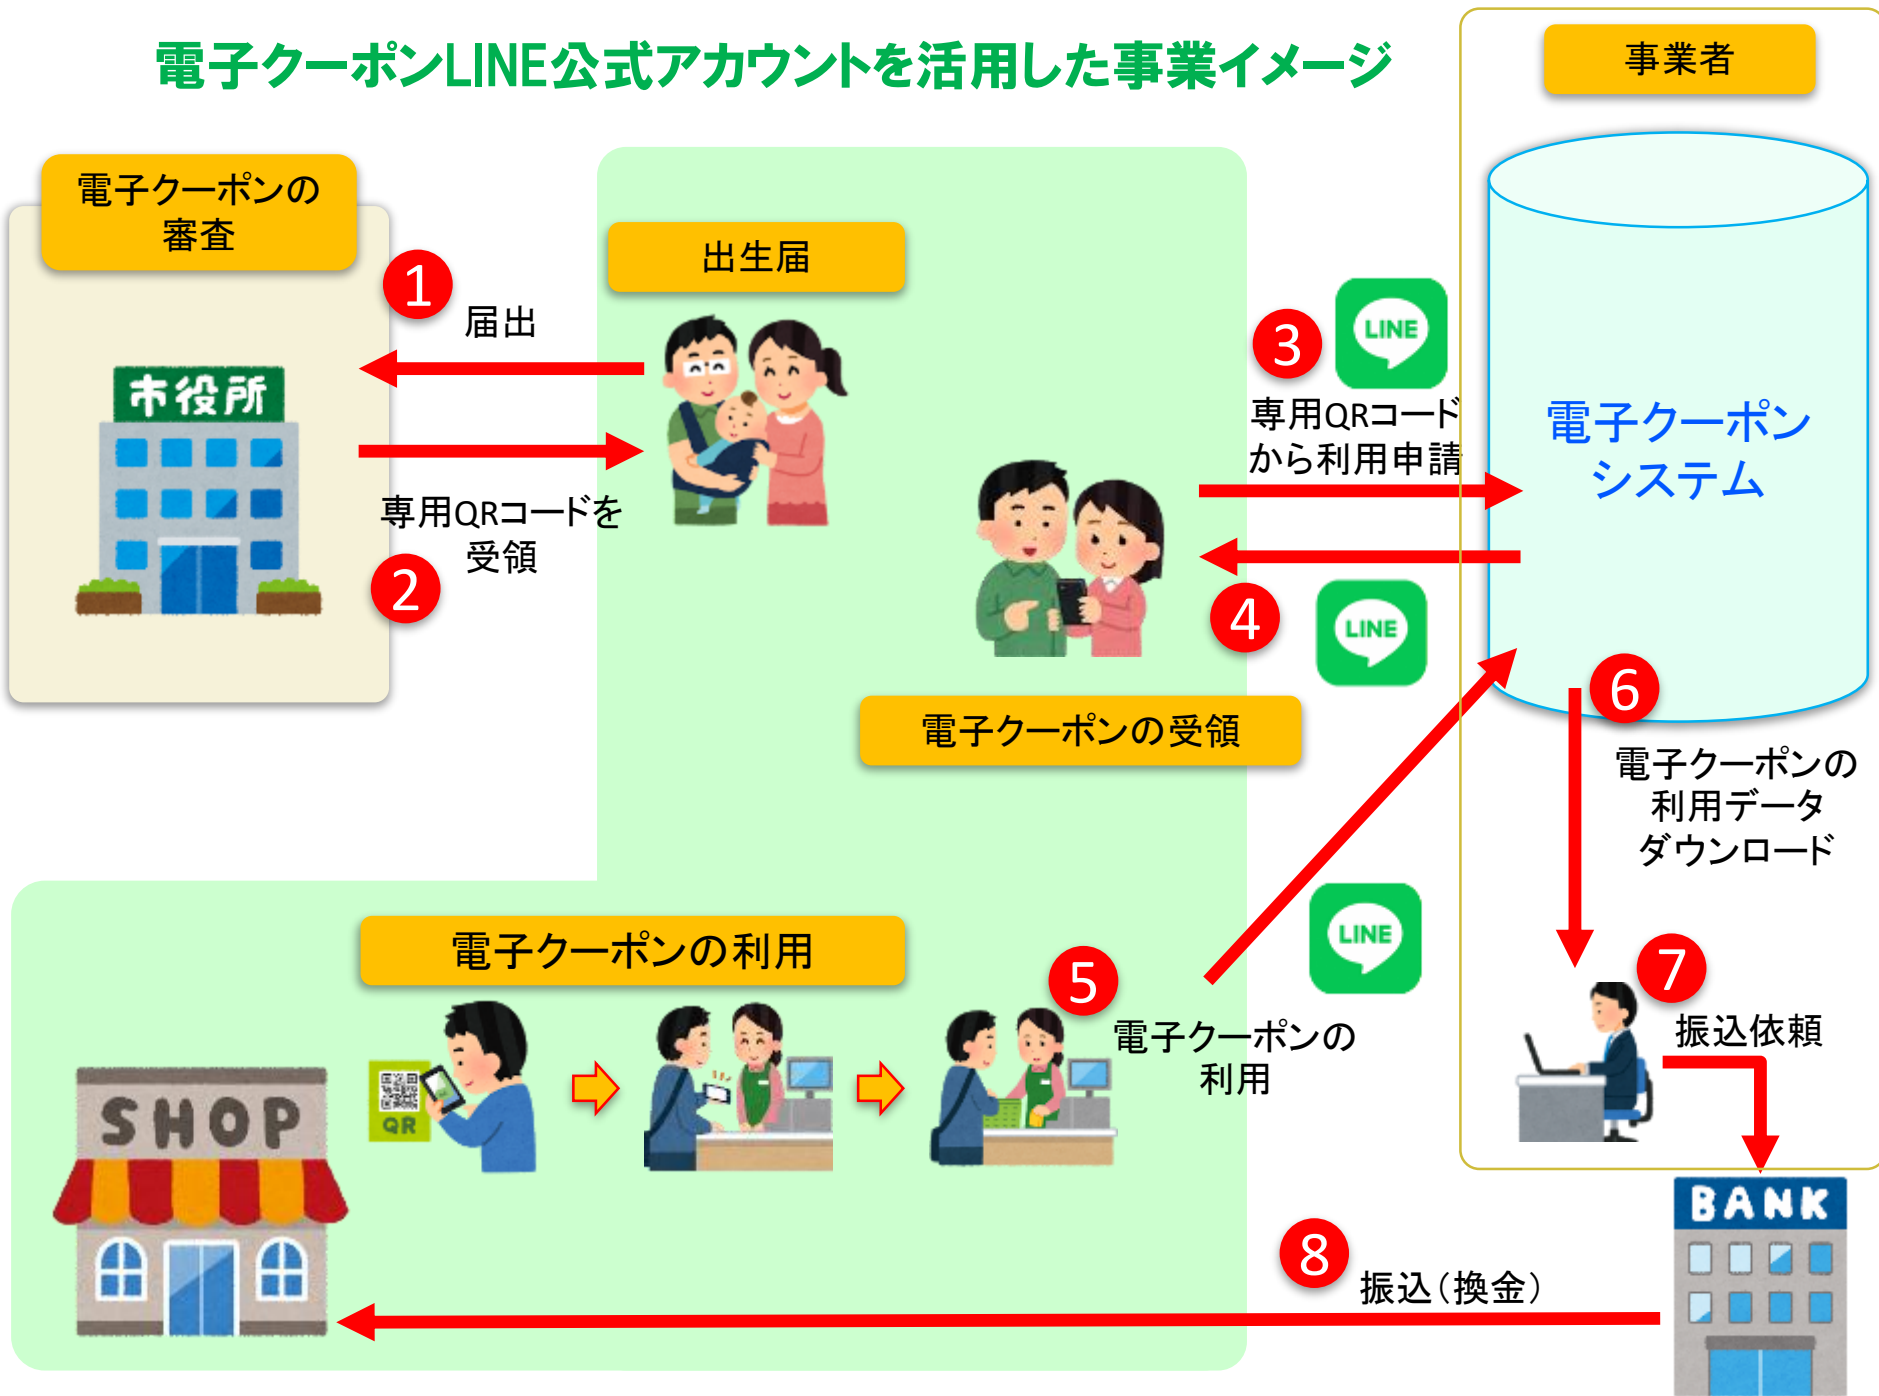 電子クーポンLINE公式アカウントを活用した事業イメージ
事業者
電子クーポンの
審査
出生届
1
届出
市役所
専用QRコードを
受領
2
3
LINE
専用QRコード
から利用申請
電子クーポン
システム
4
LINE
電子クーポンの受領
6
電子クーポンの
利用データ
ダウンロード
電子クーポンの利用
5
LINE
電子クーポンの
利用
7
振込依頼
QR
SHOP
BANK
8
振込(換金)